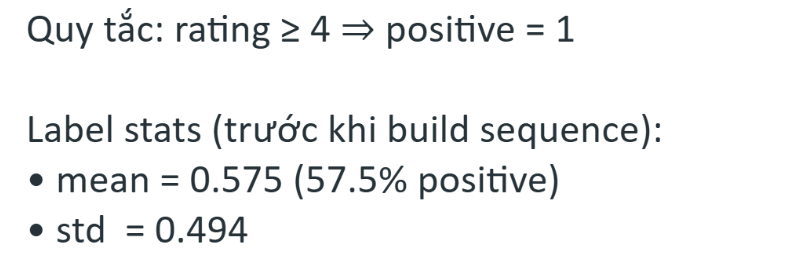 Quy tắc: rating ≥ 4 ⇒ positive = 1
Label stats (trước khi build sequence):
• mean = 0.575 (57.5% positive)
• std  = 0.494